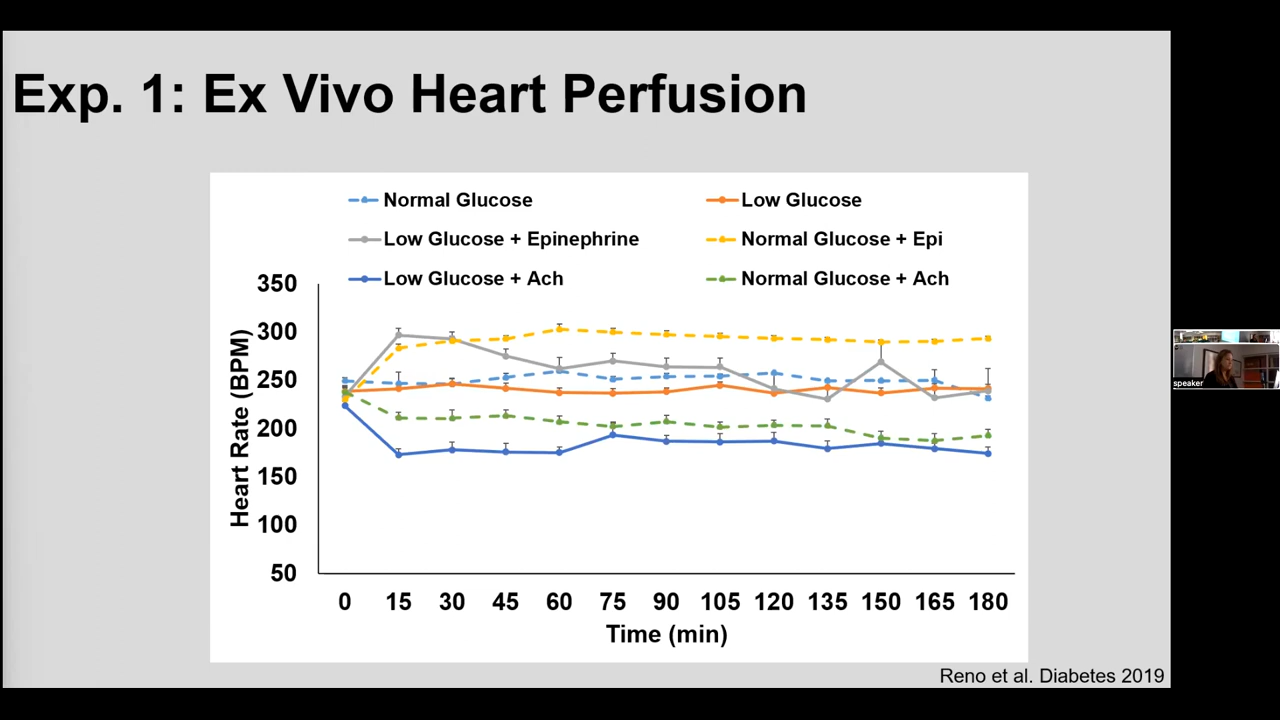 Exp. 1: Ex Vivo Heart Perfusion
Normal Glucose
Low Glucose
Low Glucose + Epinephrine
Normal Glucose + Epi
Low Glucose + Ach
Normal Glucose + Ach
350
300
250
200
150
100
50
Heart Rate (BPM)
0 15 30 45 60 75 90 105 120 135 150 165 180
Time (min)
Reno et al. Diabetes 2019
speaker